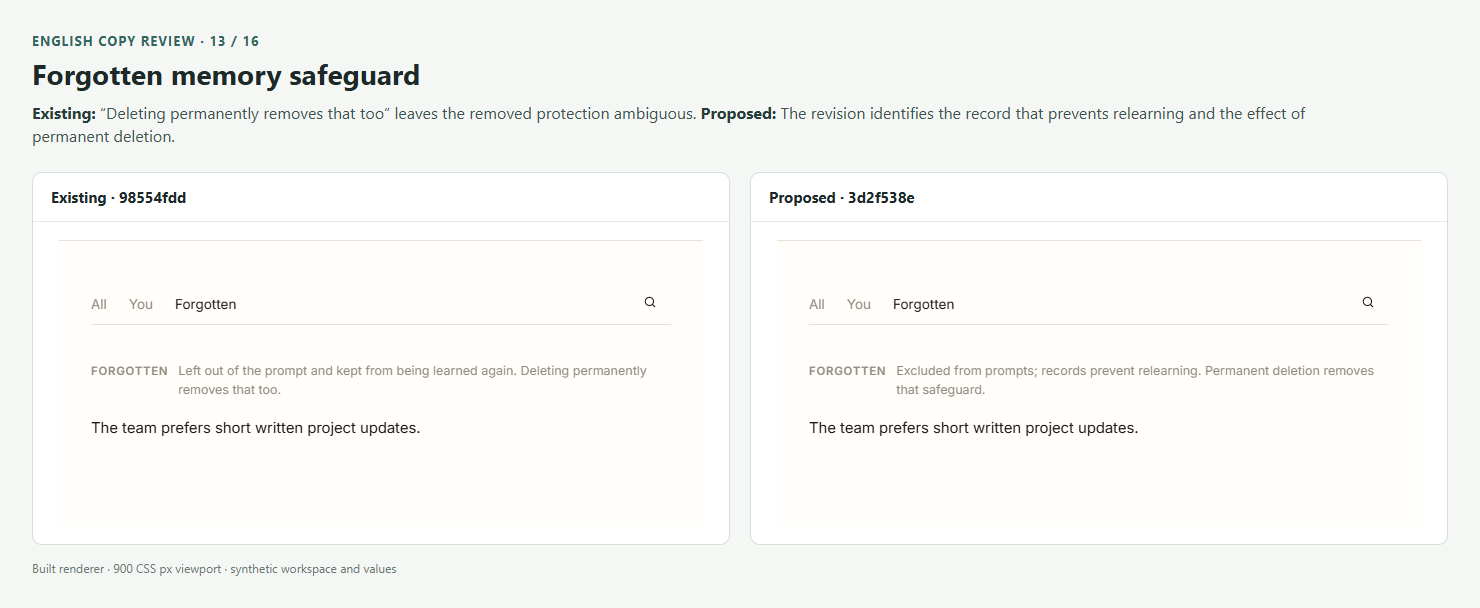 ENGLISH COPY REVIEW · 13 / 16
Forgotten memory safeguard
Existing: “Deleting permanently removes that too” leaves the removed protection ambiguous. Proposed: The revision identifies the record that prevents relearning and the effect of
permanent deletion.
Existing · 98554fdd
All You Forgotten
FORGOTTEN Left out of the prompt and kept from being learned again. Deleting permanently
removes that too.
The team prefers short written project updates.
Proposed · 3d2f538e
All You Forgotten
FORGOTTEN Excluded from prompts; records prevent relearning. Permanent deletion removes
that safeguard.
The team prefers short written project updates.
Built renderer · 900 CSS px viewport · synthetic workspace and values